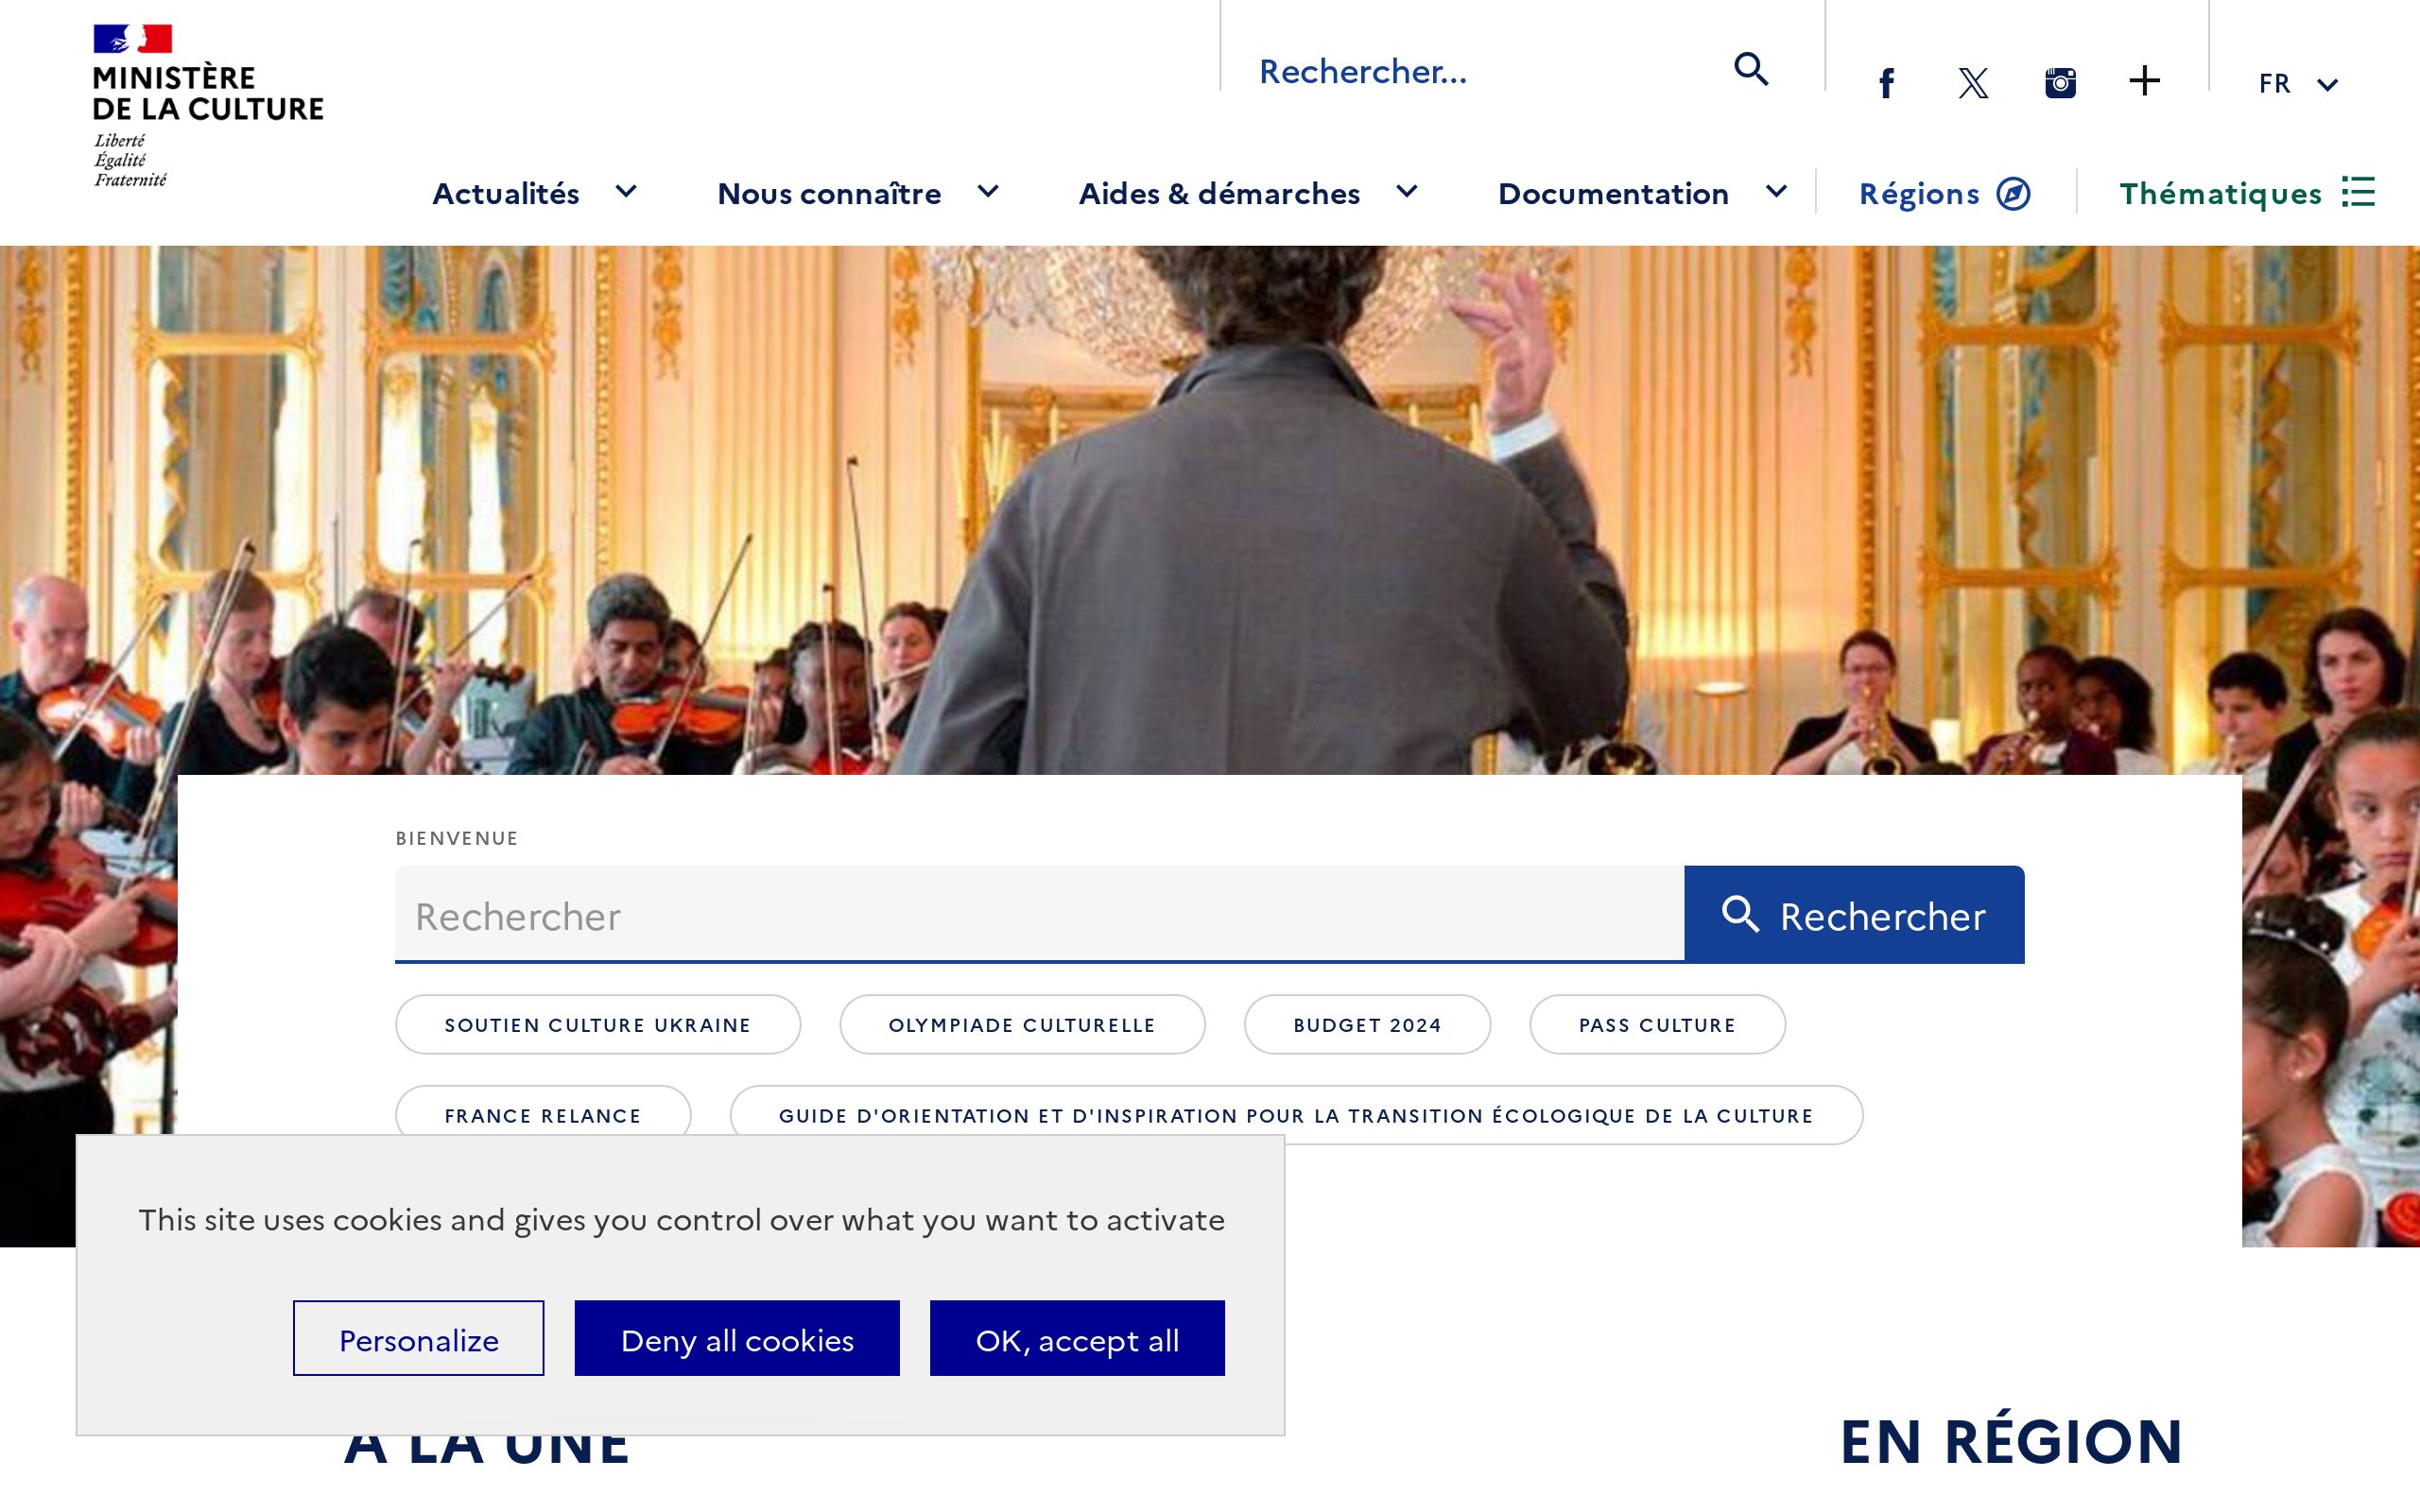 MINISTÈRE
DE LA CULTURE
Liberté
Égalité
Fraternité
Rechercher...
FR
Actualités
Nous connaître
Aides & démarches
Documentation
Régions
Thématiques
BIENVENUE
Rechercher
Rechercher
SOUTIEN CULTURE UKRAINE
OLYMPIADE CULTURELLE
BUDGET 2024
PASS CULTURE
FRANCE RELANCE
GUIDE D'ORIENTATION ET D'INSPIRATION POUR LA TRANSITION ÉCOLOGIQUE DE LA CULTURE
This site uses cookies and gives you control over what you want to activate
Personalize
Deny all cookies
OK, accept all
A LA UNE
EN RÉGION